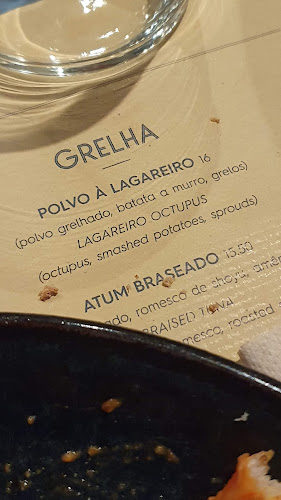 GRELHA
POLVO À LAGAREIRO 16
(polvo grelhado, batata a murro, grelos)
LAGAREIRO OCTUPUS
(octupus, smashed potatoes, sprouds)
ATUM BRASEADO 15.50
romesco de shoyu,
BRAISED TUNA
roasted